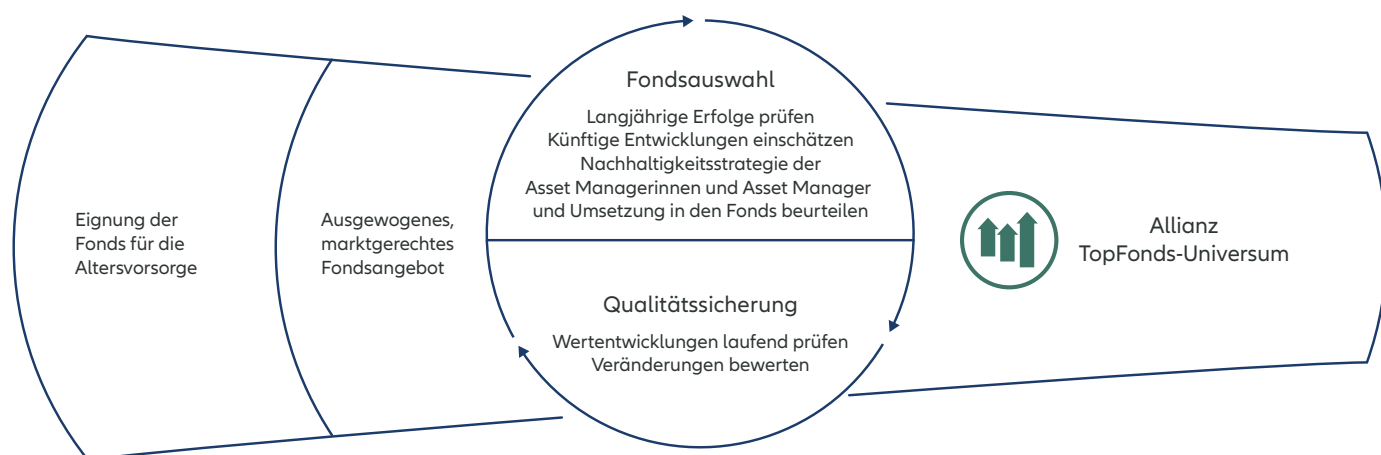 Eignung der
Fonds für die
Altersvorsorge
Ausgewogenes,
marktgerechtes
Fondsangebot
Fondsauswahl
Langjährige Erfolge prüfen
Künftige Entwicklungen einschätzen
Nachhaltigkeitsstrategie der
Asset Managerinnen und Asset Manager
und Umsetzung in den Fonds beurteilen
Qualitätssicherung
Wertentwicklungen laufend prüfen
Veränderungen bewerten
Allianz
TopFonds-Universum